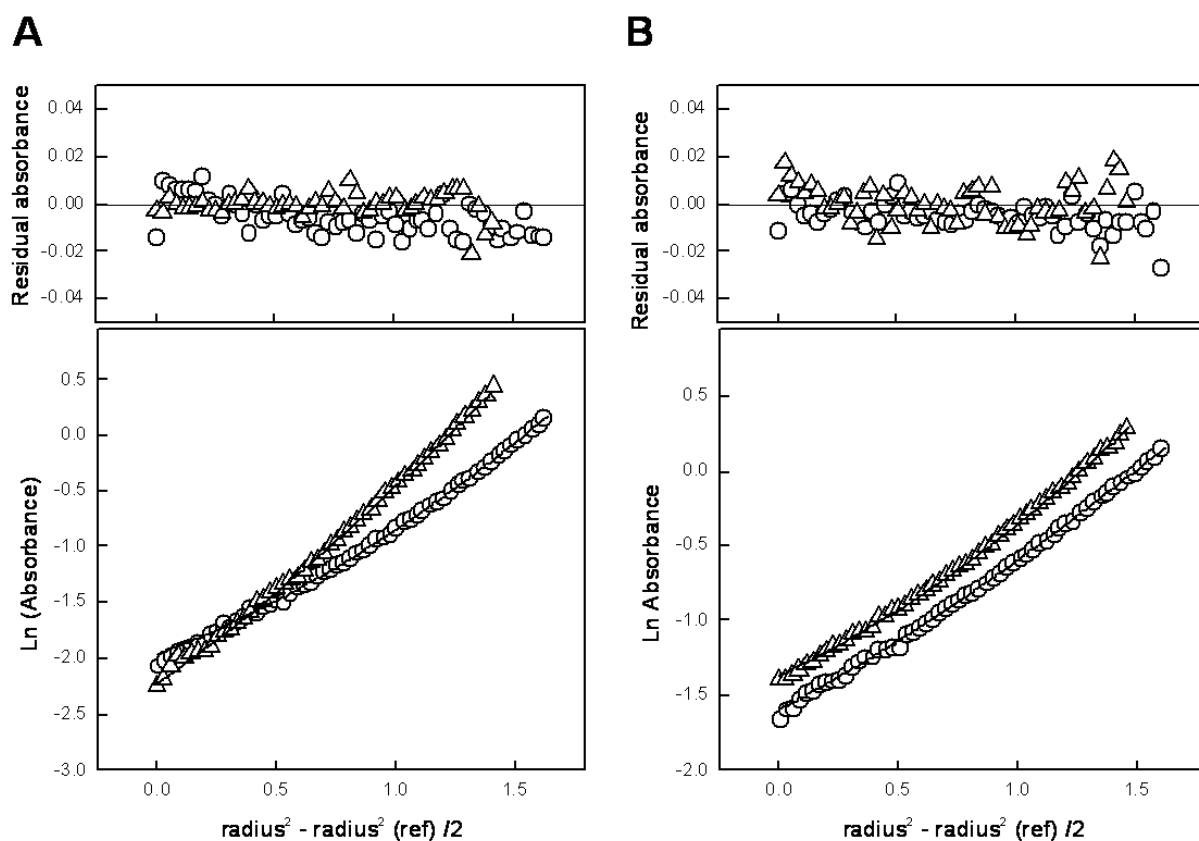 A
B
Residual absorbance
0.04
0.02
0.00
-0.02
-0.04
Residual absorbance
0.04
0.02
0.00
-0.02
-0.04
Ln (Absorbance)
0.5
0.0
-0.5
-1.0
-1.5
-2.0
-2.5
-3.0
0.0 0.5 1.0 1.5
radius² - radius² (ref) /2
Ln Absorbance
0.5
0.0
-0.5
-1.0
-1.5
-2.0
0.0 0.5 1.0 1.5
radius² - radius² (ref) /2